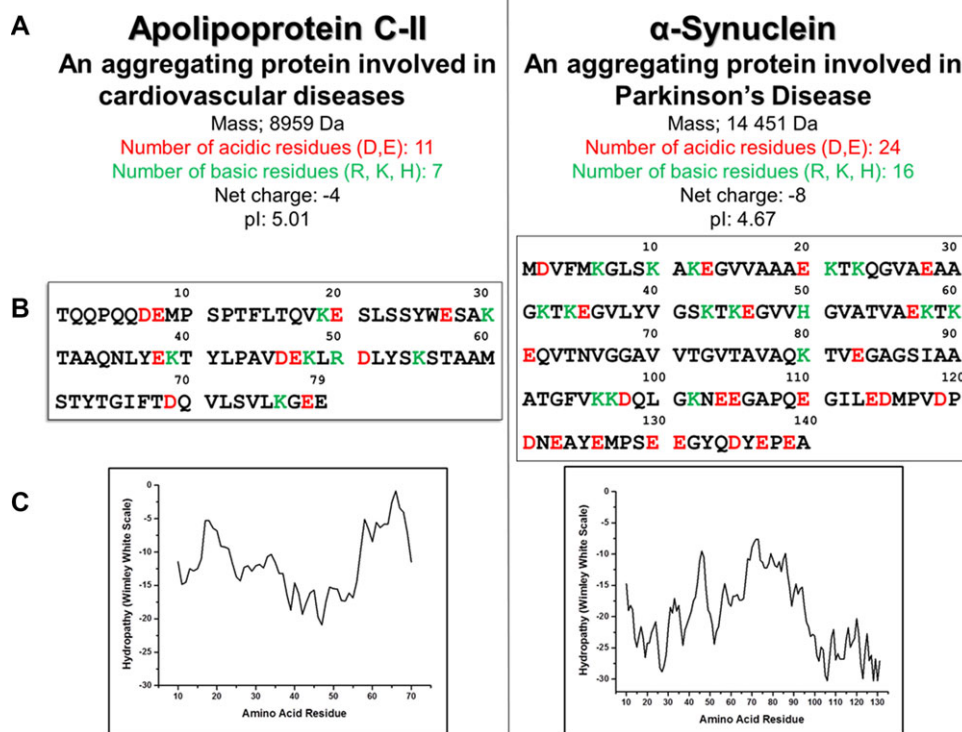 A
Apolipoprotein C-II
An aggregating protein involved in
cardiovascular diseases
Mass; 8959 Da
Number of acidic residues (D,E): 11
Number of basic residues (R, K, H): 7
Net charge: -4
pI: 5.01
α-Synuclein
An aggregating protein involved in
Parkinson's Disease
Mass; 14 451 Da
Number of acidic residues (D,E): 24
Number of basic residues (R, K, H): 16
Net charge: -8
pI: 4.67
B
10 20 30
TQQPQQDEMP SPTFLTQVKE SLSSYWESAK
40 50 60
TAAQNLYEKT YLPAVDEKLR DLYSKSTAAM
70 79
STYTGIFTDQ VLSVLKGEE
10 20 30
MDVFMKGLSK AKEGVVAAAE KTKQGVAEAA
40 50 60
GKTKEGVLYV GSKTKEGVVH GVATVAEKTK
70 80 90
EQVTNVGGAV VTGVTAVAQK TVEGAGSIAA
100 110 120
ATGFVKKDQL GKNEEGAPQE GILEDMPVDP
130 140
DNEAYEMPSE EGYQDYEPEA
C
Hydropathy (Wimley White Scale)
0
-5
-10
-15
-20
-25
-30
10 20 30 40 50 60 70
Amino Acid Residue
Hydropathy (Wimley White Scale)
0
-5
-10
-15
-20
-25
-30
10 20 30 40 50 60 70 80 90 100 110 120 130
Amino Acid Residue